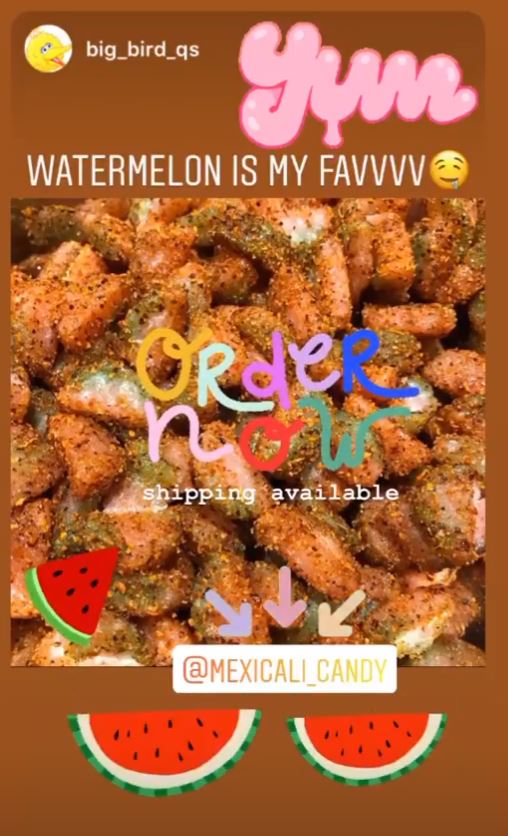 big_bird_qs
Yum
WATERMELON IS MY FAVVVV🤤
ORdeR
noW
shipping available
@MEXICALI_CANDY